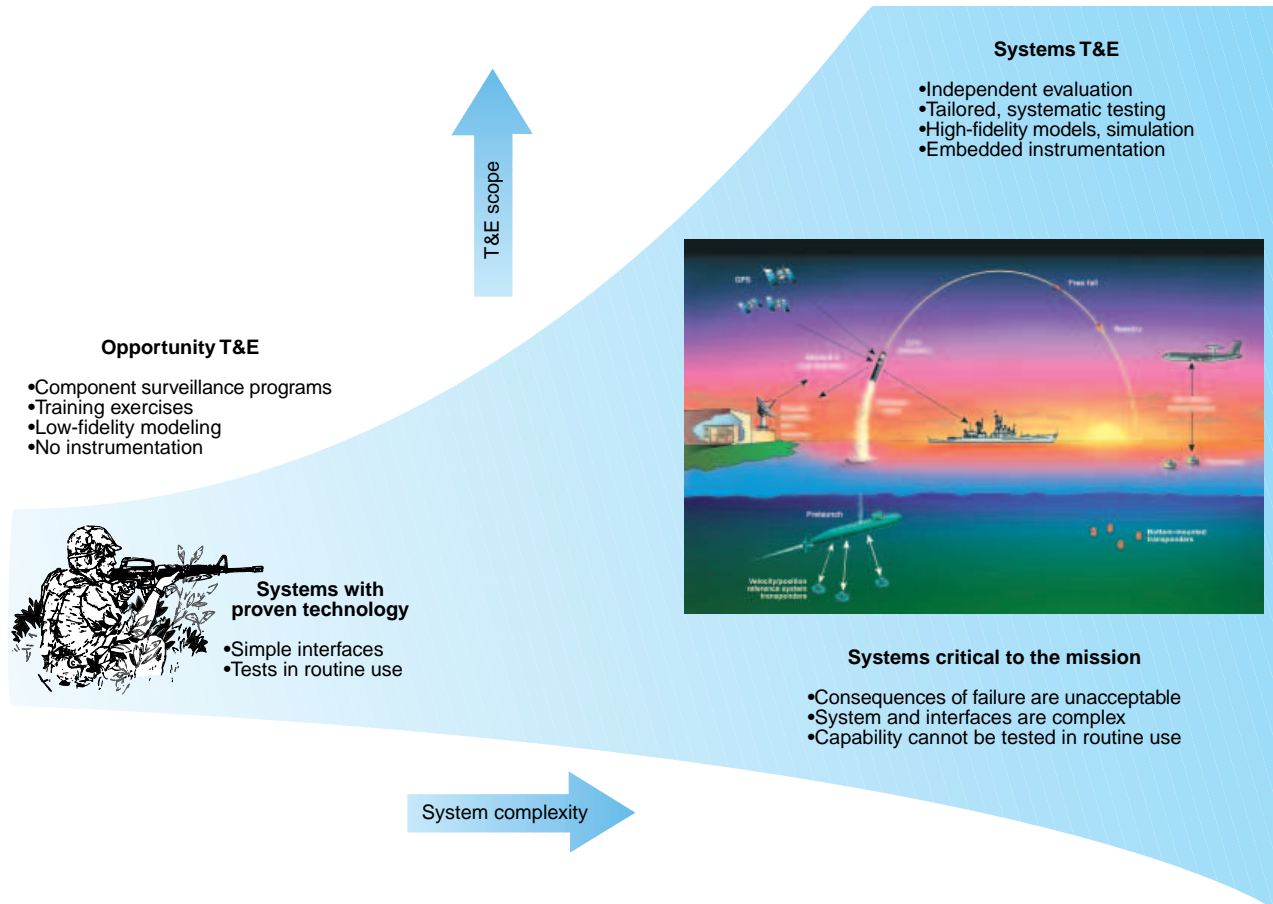 Systems T&E
•Independent evaluation
•Tailored, systematic testing
•High-fidelity models, simulation
•Embedded instrumentation
T&E scope
Opportunity T&E
•Component surveillance programs
•Training exercises
•Low-fidelity modeling
•No instrumentation
GPS
Free fall
Prelaunch
Bottom-mounted
transponders
Velocity/position
reference system
transponders
Systems with
proven technology
•Simple interfaces
•Tests in routine use
Systems critical to the mission
•Consequences of failure are unacceptable
•System and interfaces are complex
•Capability cannot be tested in routine use
System complexity